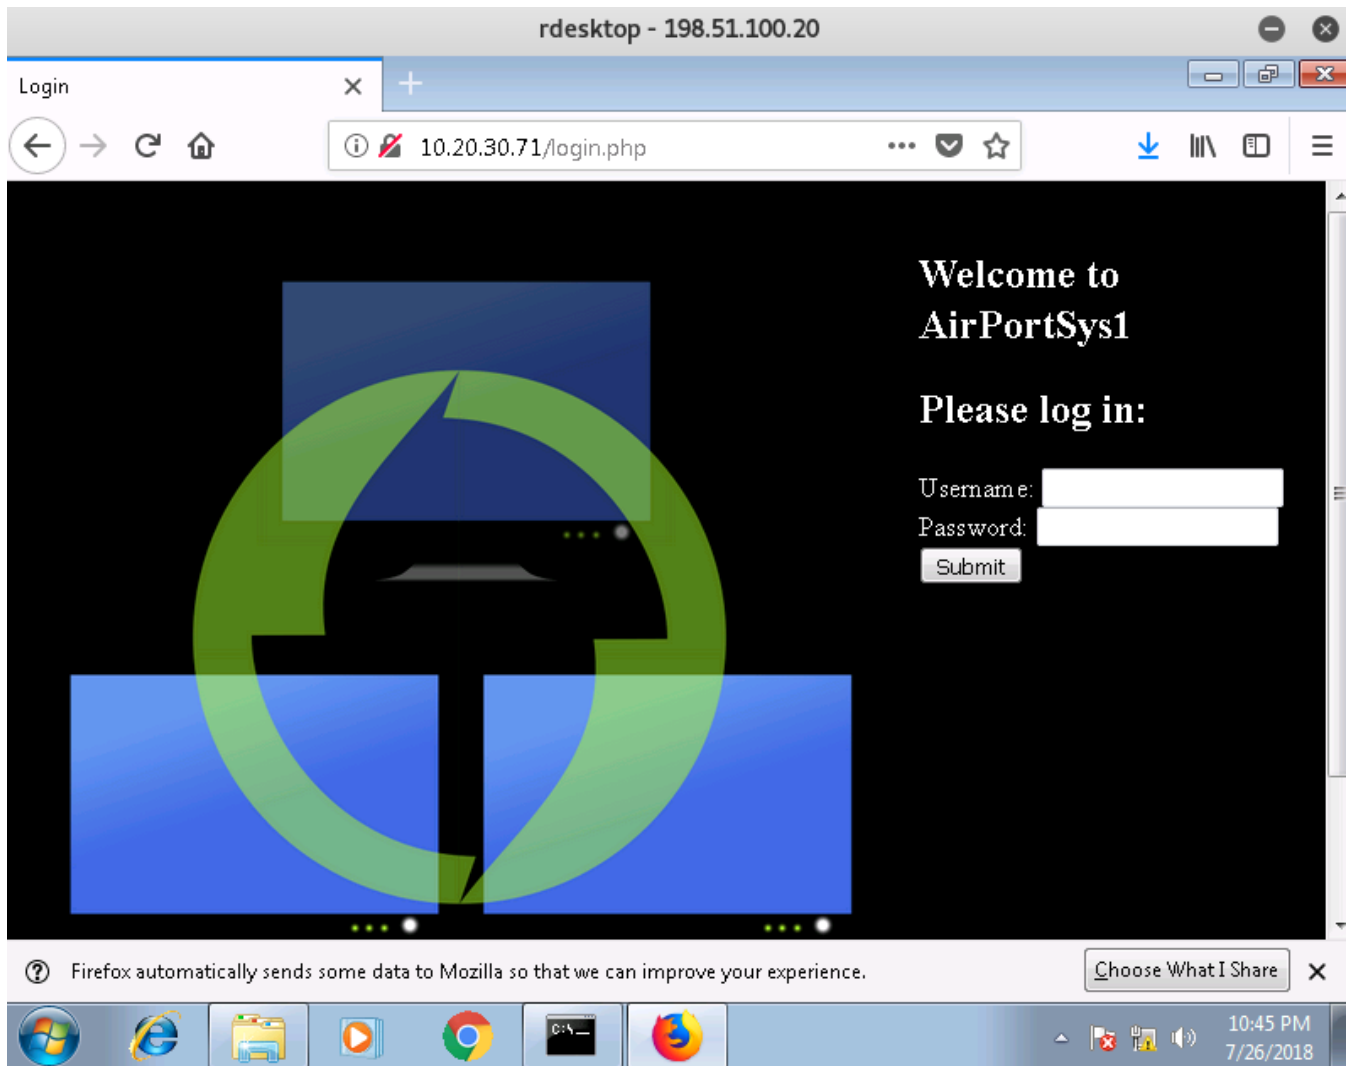 rdesktop - 198.51.100.20
Login
10.20.30.71/login.php
Welcome to
AirPortSys1
Please log in:
Username:
Password:
Submit
Firefox automatically sends some data to Mozilla so that we can improve your experience.
Choose What I Share
C:\
10:45 PM
7/26/2018